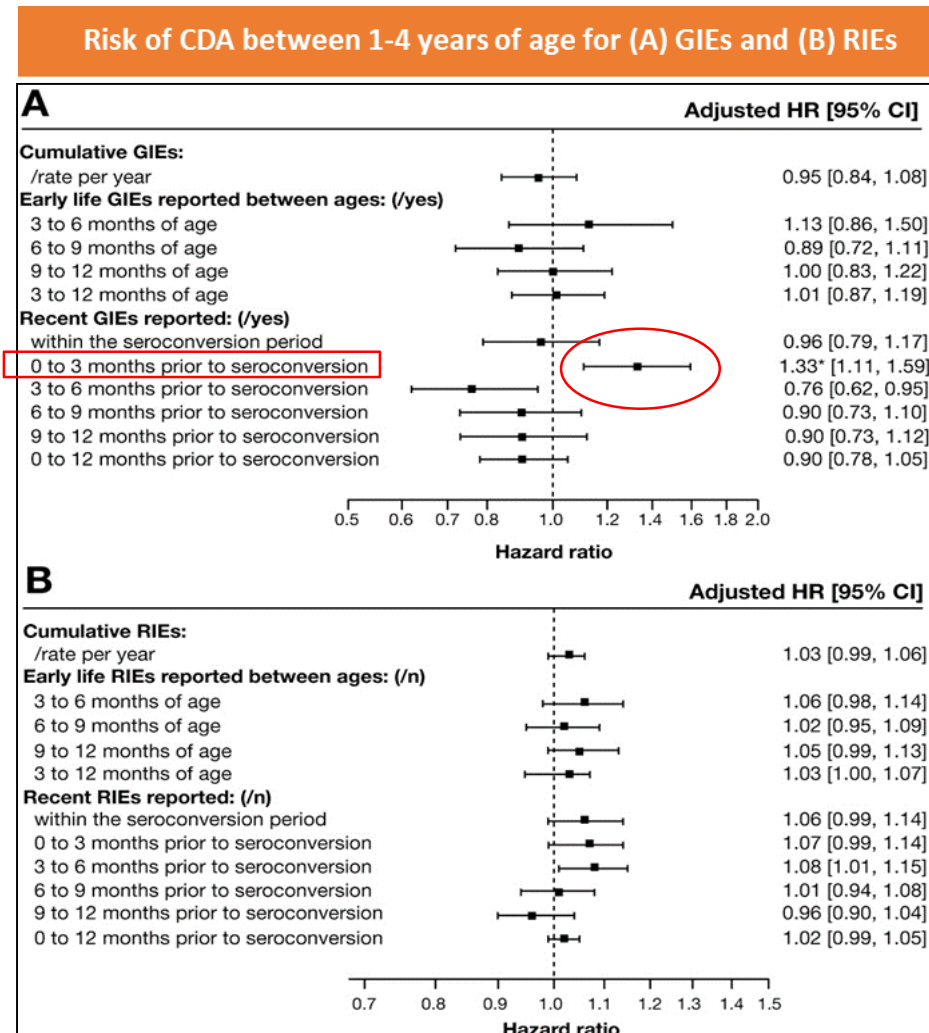 Risk of CDA between 1-4 years of age for (A) GIEs and (B) RIEs
A
Adjusted HR [95% CI]
Cumulative GIEs:
/rate per year 0.95 [0.84, 1.08]
Early life GIEs reported between ages: (/yes)
3 to 6 months of age 1.13 [0.86, 1.50]
6 to 9 months of age 0.89 [0.72, 1.11]
9 to 12 months of age 1.00 [0.83, 1.22]
3 to 12 months of age 1.01 [0.87, 1.19]
Recent GIEs reported: (/yes)
within the seroconversion period 0.96 [0.79, 1.17]
0 to 3 months prior to seroconversion 1.33* [1.11, 1.59]
3 to 6 months prior to seroconversion 0.76 [0.62, 0.95]
6 to 9 months prior to seroconversion 0.90 [0.73, 1.10]
9 to 12 months prior to seroconversion 0.90 [0.73, 1.12]
0 to 12 months prior to seroconversion 0.90 [0.78, 1.05]
0.5 0.6 0.7 0.8 1.0 1.2 1.4 1.6 1.8 2.0
Hazard ratio
B
Adjusted HR [95% CI]
Cumulative RIEs:
/rate per year 1.03 [0.99, 1.06]
Early life RIEs reported between ages: (/n)
3 to 6 months of age 1.06 [0.98, 1.14]
6 to 9 months of age 1.02 [0.95, 1.09]
9 to 12 months of age 1.05 [0.99, 1.13]
3 to 12 months of age 1.03 [1.00, 1.07]
Recent RIEs reported: (/n)
within the seroconversion period 1.06 [0.99, 1.14]
0 to 3 months prior to seroconversion 1.07 [0.99, 1.14]
3 to 6 months prior to seroconversion 1.08 [1.01, 1.15]
6 to 9 months prior to seroconversion 1.01 [0.94, 1.08]
9 to 12 months prior to seroconversion 0.96 [0.90, 1.04]
0 to 12 months prior to seroconversion 1.02 [0.99, 1.05]
0.7 0.8 0.9 1.0 1.1 1.2 1.3 1.4 1.5
Hazard ratio